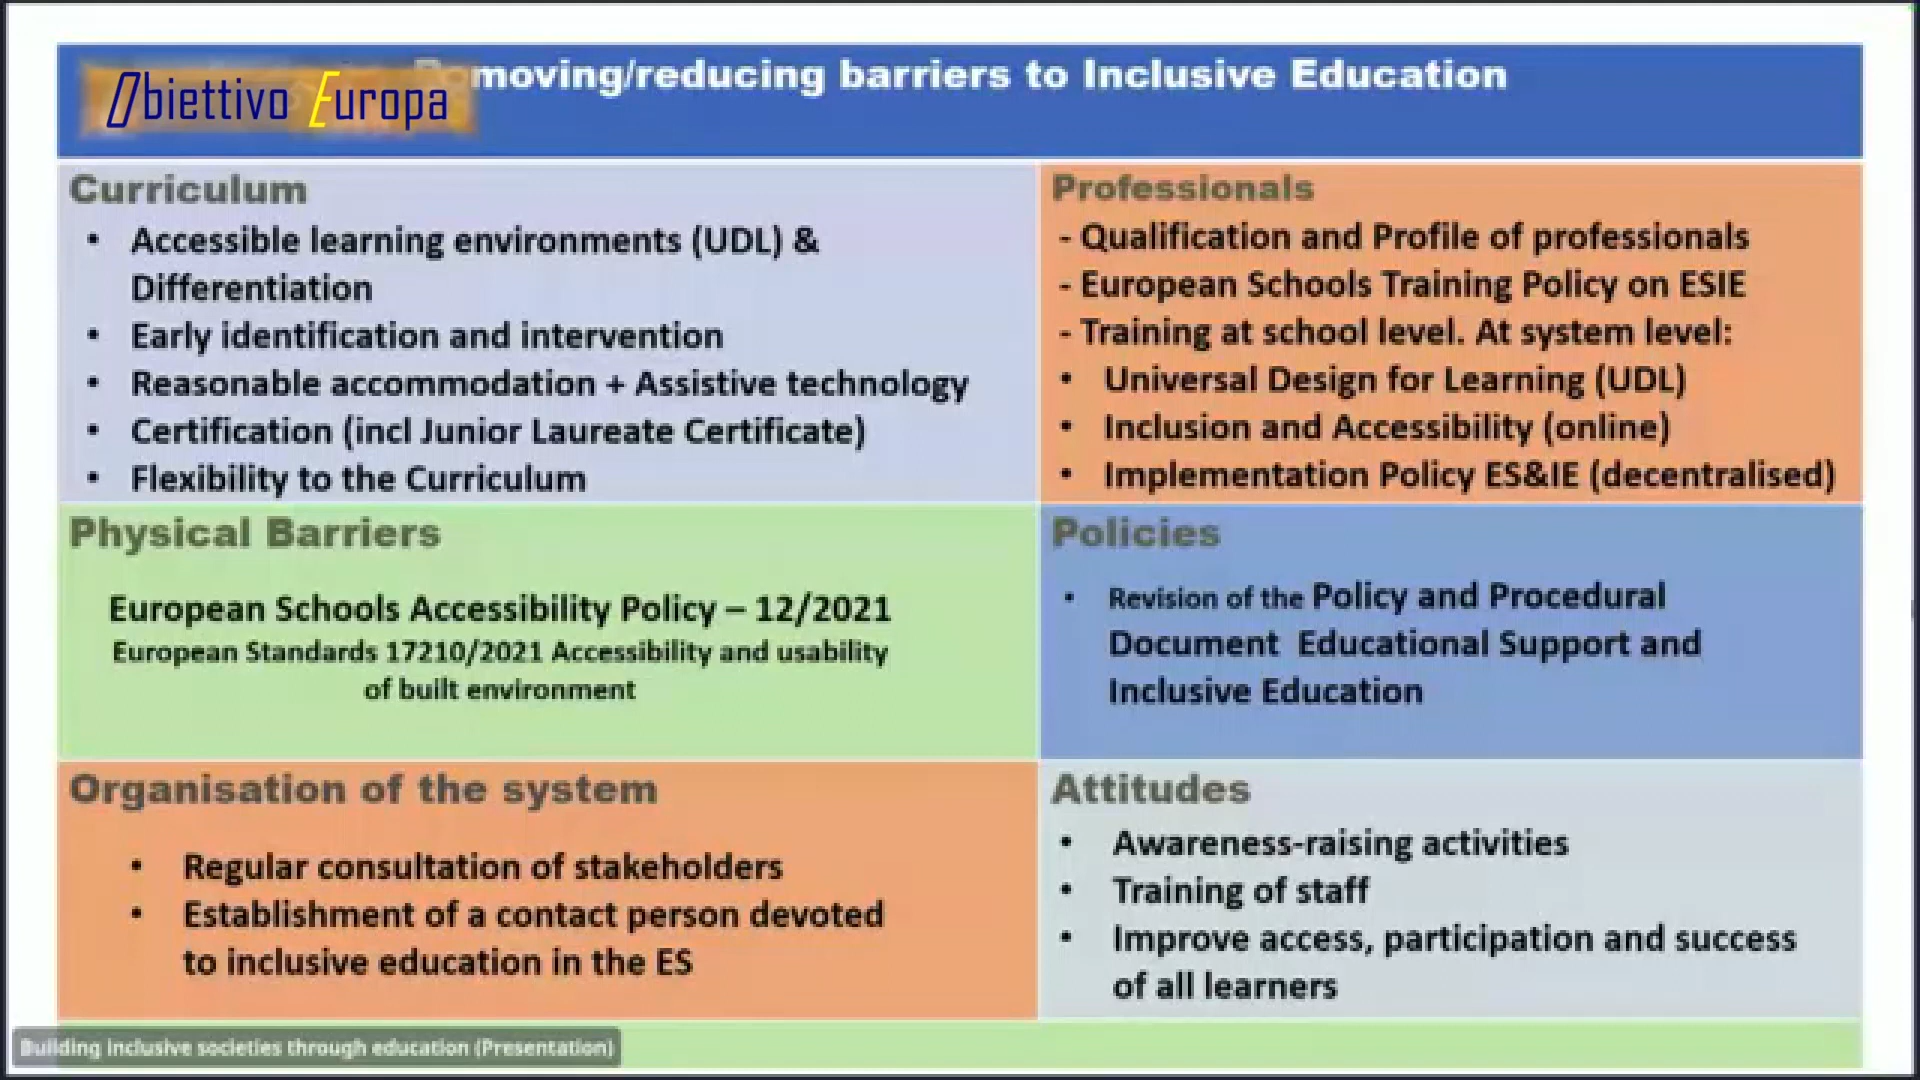 Obiettivo Europa
moving/reducing barriers to Inclusive Education
Curriculum
• Accessible learning environments (UDL) &
Differentiation
• Early identification and intervention
• Reasonable accommodation + Assistive technology
• Certification (incl Junior Laureate Certificate)
• Flexibility to the Curriculum
Professionals
- Qualification and Profile of professionals
- European Schools Training Policy on ESIE
- Training at school level. At system level:
• Universal Design for Learning (UDL)
• Inclusion and Accessibility (online)
• Implementation Policy ES&IE (decentralised)
Physical Barriers
European Schools Accessibility Policy – 12/2021
European Standards 17210/2021 Accessibility and usability
of built environment
Policies
• Revision of the Policy and Procedural
Document Educational Support and
Inclusive Education
Organisation of the system
• Regular consultation of stakeholders
• Establishment of a contact person devoted
to inclusive education in the ES
Attitudes
• Awareness-raising activities
• Training of staff
• Improve access, participation and success
of all learners
Building inclusive societies through education (Presentation)